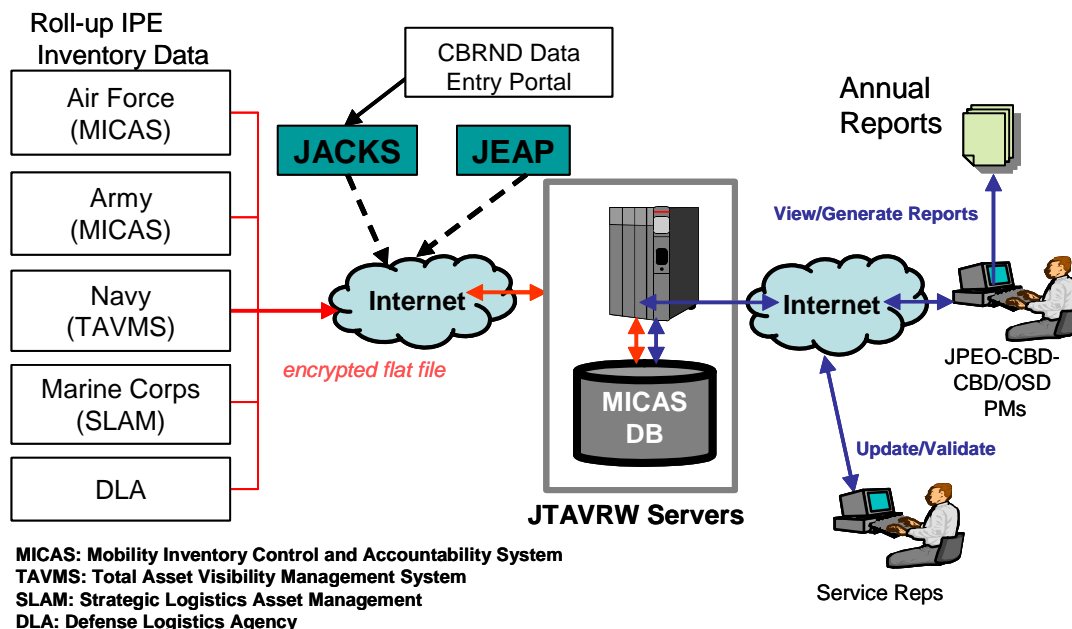 Roll-up IPE
Inventory Data
Air Force
(MICAS)
Army
(MICAS)
Navy
(TAVMS)
Marine Corps
(SLAM)
DLA
CBRND Data
Entry Portal
JACKS
JEAP
Internet
encrypted flat file
MICAS
DB
JTAVRW Servers
Internet
Annual
Reports
View/Generate Reports
JPEO-CBD-
CBD/OSD
PMs
Update/Validate
Service Reps
MICAS: Mobility Inventory Control and Accountability System
TAVMS: Total Asset Visibility Management System
SLAM: Strategic Logistics Asset Management
DLA: Defense Logistics Agency